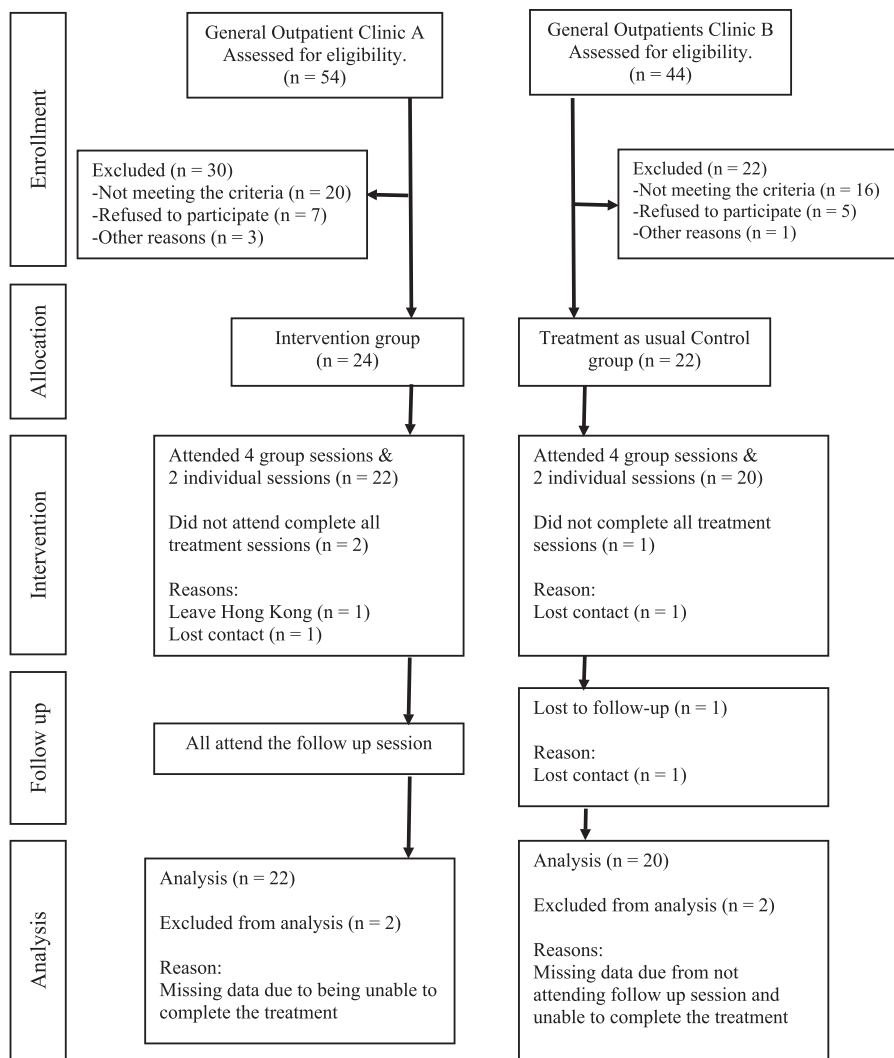 Enrollment
General Outpatient Clinic A
Assessed for eligibility.
(n = 54)
General Outpatients Clinic B
Assessed for eligibility.
(n = 44)
Excluded (n = 30)
-Not meeting the criteria (n = 20)
-Refused to participate (n = 7)
-Other reasons (n = 3)
Excluded (n = 22)
-Not meeting the criteria (n = 16)
-Refused to participate (n = 5)
-Other reasons (n = 1)
Allocation
Intervention group
(n = 24)
Treatment as usual Control
group (n = 22)
Intervention
Attended 4 group sessions &
2 individual sessions (n = 22)
Did not attend complete all
treatment sessions (n = 2)
Reasons:
Leave Hong Kong (n = 1)
Lost contact (n = 1)
Attended 4 group sessions &
2 individual sessions (n = 20)
Did not complete all treatment
sessions (n = 1)
Reason:
Lost contact (n = 1)
Follow up
All attend the follow up session
Lost to follow-up (n = 1)
Reason:
Lost contact (n = 1)
Analysis
Analysis (n = 22)
Excluded from analysis (n = 2)
Reason:
Missing data due to being unable to
complete the treatment
Analysis (n = 20)
Excluded from analysis (n = 2)
Reasons:
Missing data due from not
attending follow up session and
unable to complete the treatment